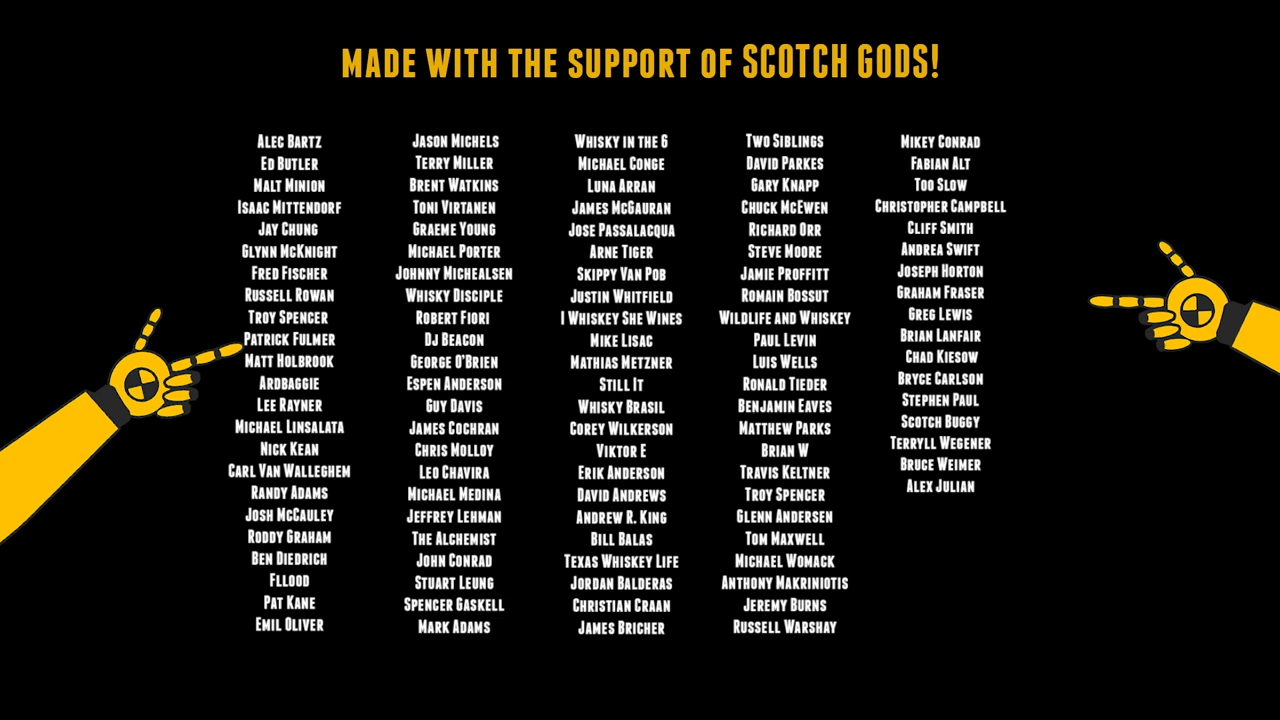 MADE WITH THE SUPPORT OF SCOTCH GODS!
ALEC BARTZ
ED BUTLER
MALT MINION
ISAAC MITTENDORF
JAY CHUNG
GLYNN MCKNIGHT
FRED FISCHER
RUSSELL ROWAN
TROY SPENCER
PATRICK FULMER
MATT HOLBROOK
ARDBAGGIE
LEE RAYNER
MICHAEL LINSALATA
NICK KEAN
CARL VAN WALLEGHEM
RANDY ADAMS
JOSH MCCAULEY
RODDY GRAHAM
BEN DIEDRICH
FLLOOD
PAT KANE
EMIL OLIVER
JASON MICHELS
TERRY MILLER
BRENT WATKINS
TONI VIRTANEN
GRAEME YOUNG
MICHAEL PORTER
JOHNNY MICHEALSEN
WHISKY DISCIPLE
ROBERT FIORI
DJ BEACON
GEORGE O'BRIEN
ESPEN ANDERSON
GUY DAVIS
JAMES COCHRAN
CHRIS MOLLOY
LEO CHAVIRA
MICHAEL MEDINA
JEFFREY LEHMAN
THE ALCHEMIST
JOHN CONRAD
STUART LEUNG
SPENCER GASKELL
MARK ADAMS
WHISKY IN THE 6
MICHAEL CONGE
LUNA ARRAN
JAMES MCGAURAN
JOSE PASSALACQUA
ARNE TIGER
SKIPPY VAN POB
JUSTIN WHITFIELD
I WHISKEY SHE WINES
MIKE LISAC
MATHIAS METZNER
STILL IT
WHISKY BRASIL
COREY WILKERSON
VIKTOR E
ERIK ANDERSON
DAVID ANDREWS
ANDREW R. KING
BILL BALAS
TEXAS WHISKEY LIFE
JORDAN BALDERAS
CHRISTIAN CRAAN
JAMES BRICHER
TWO SIBLINGS
DAVID PARKES
GARY KNAPP
CHUCK MCEWEN
RICHARD ORR
STEVE MOORE
JAMIE PROFFITT
ROMAIN BOSSUT
WILDLIFE AND WHISKEY
PAUL LEVIN
LUIS WELLS
RONALD TIEDER
BENJAMIN EAVES
MATTHEW PARKS
BRIAN W
TRAVIS KELTNER
TROY SPENCER
GLENN ANDERSEN
TOM MAXWELL
MICHAEL WOMACK
ANTHONY MAKRINIOTIS
JEREMY BURNS
RUSSELL WARSHAY
MIKEY CONRAD
FABIAN ALT
TOO SLOW
CHRISTOPHER CAMPBELL
CLIFF SMITH
ANDREA SWIFT
JOSEPH HORTON
GRAHAM FRASER
GREG LEWIS
BRIAN LANFAIR
CHAD KIESOW
BRYCE CARLSON
STEPHEN PAUL
SCOTCH BUGGY
TERRYLL WEGENER
BRUCE WEIMER
ALEX JULIAN